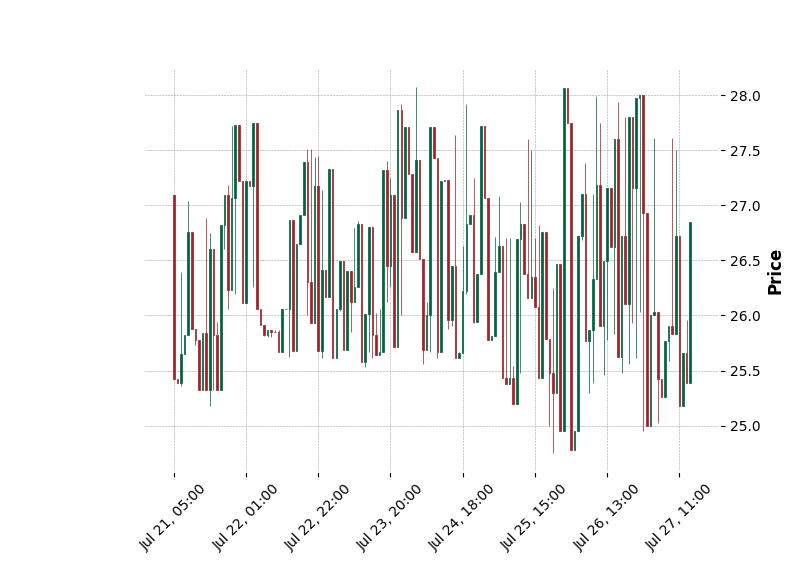 28.0
27.5
27.0
26.5
26.0
25.5
25.0
Price
Jul 21, 05:00
Jul 22, 01:00
Jul 22, 22:00
Jul 23, 20:00
Jul 24, 18:00
Jul 25, 15:00
Jul 26, 13:00
Jul 27, 11:00